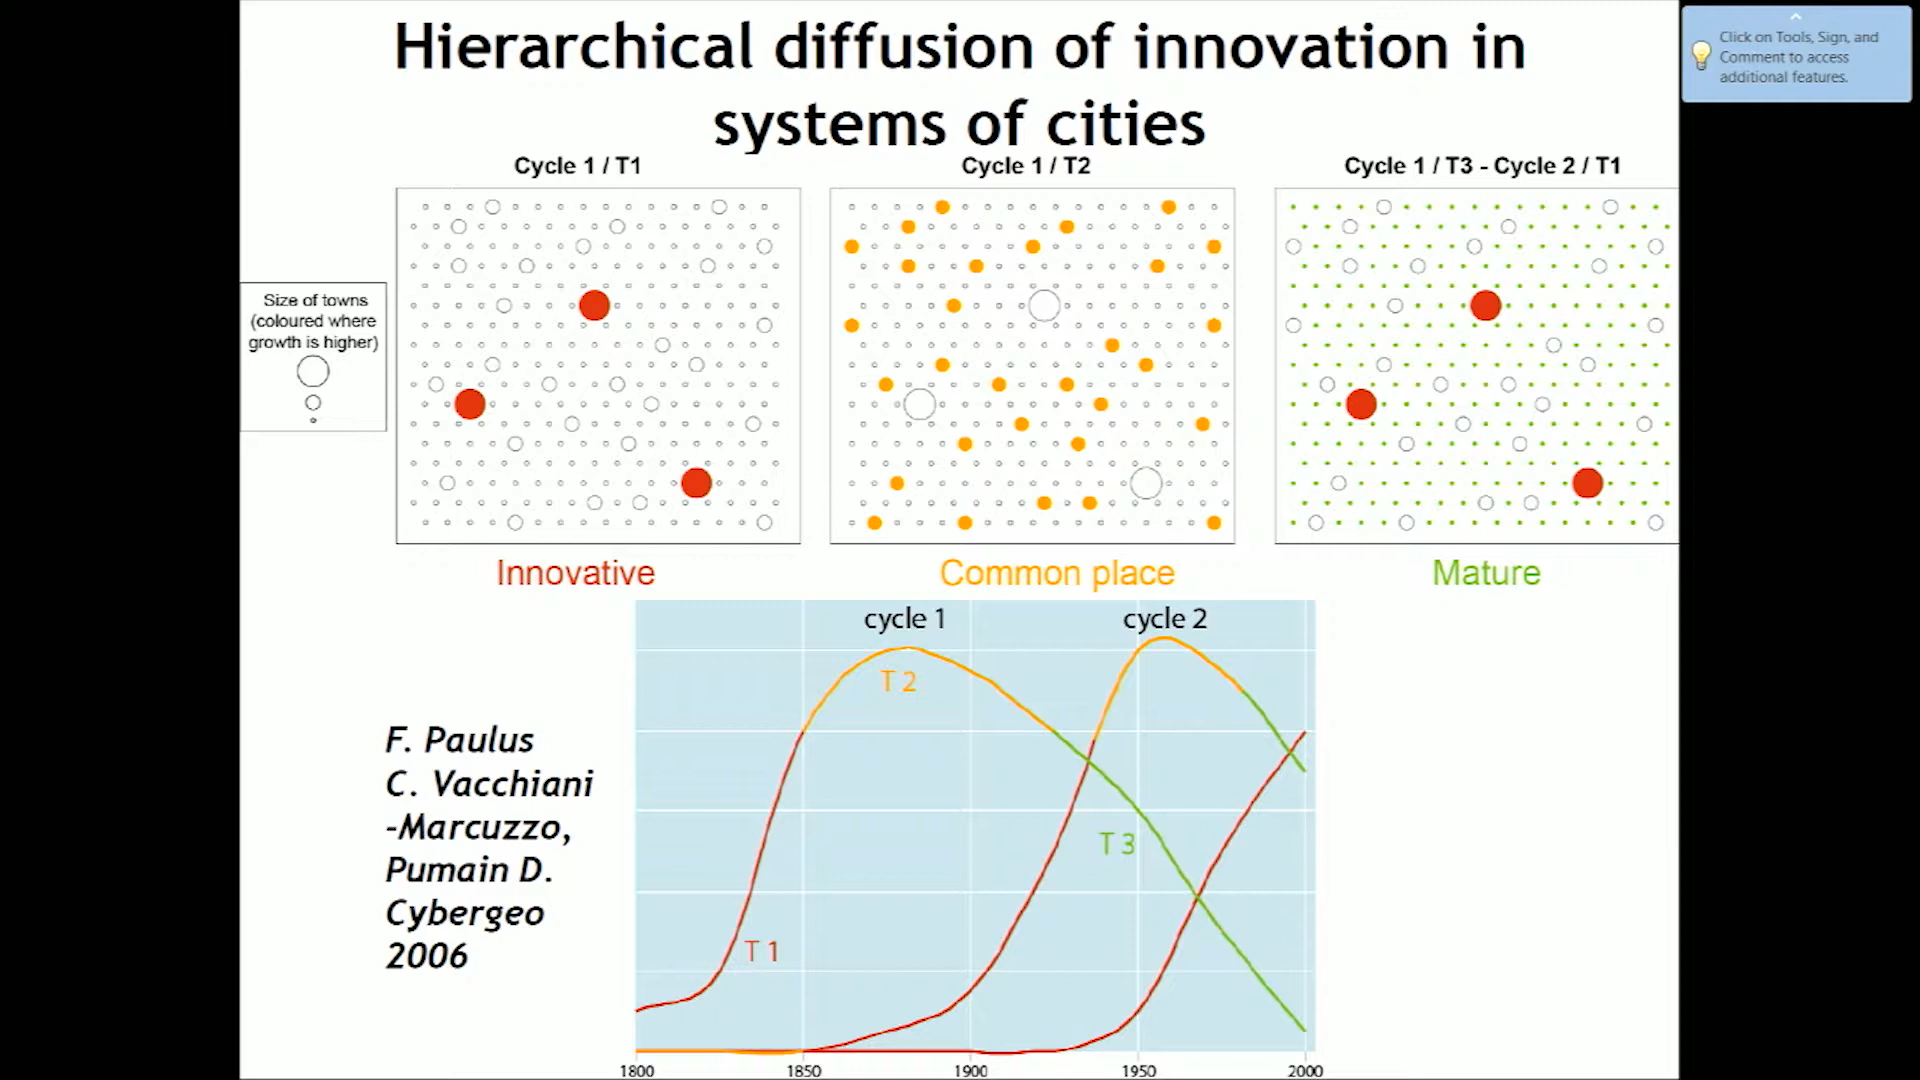 Hierarchical diffusion of innovation in
systems of cities
Click on Tools, Sign, and
Comment to access
additional features.
Cycle 1 / T1
Cycle 1 / T2
Cycle 1 / T3 - Cycle 2 / T1
Size of towns
(coloured where
growth is higher)
Innovative
Common place
Mature
cycle 1
cycle 2
T 2
T 3
T 1
F. Paulus
C. Vacchiani
-Marcuzzo,
Pumain D.
Cybergeo
2006
1800
1850
1900
1950
2000